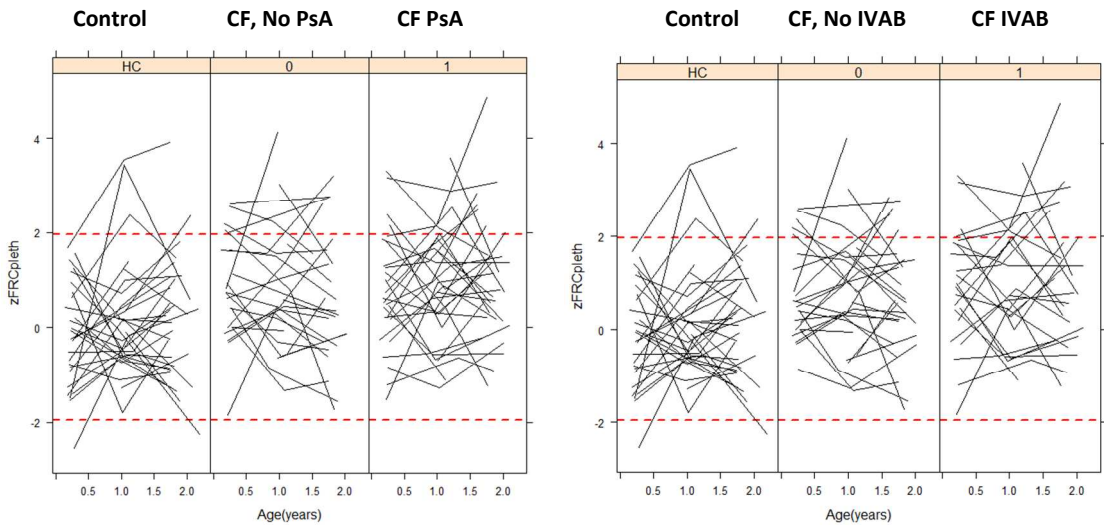 Control CF, No PsA CF PsA
HC 0 1
zFRCpleth
4
2
0
-2
0.5 1.0 1.5 2.0 0.5 1.0 1.5 2.0 0.5 1.0 1.5 2.0
Age(years)
Control CF, No IVAB CF IVAB
HC 0 1
zFRCpleth
4
2
0
-2
0.5 1.0 1.5 2.0 0.5 1.0 1.5 2.0 0.5 1.0 1.5 2.0
Age(years)